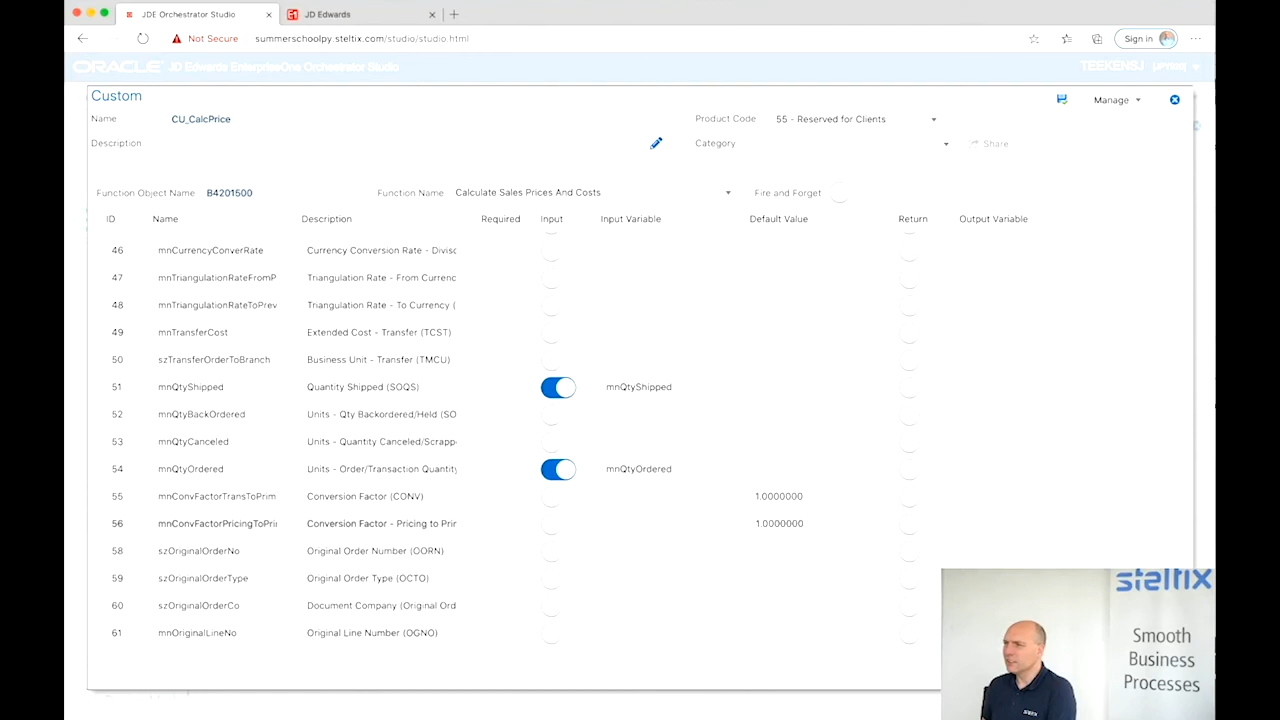 JDE Orchestrator Studio
JD Edwards
Not Secure summerschoolpy.steltix.com/studio/studio.html
Sign in
ORACLE JD Edwards EnterpriseOne Orchestrator Studio
TEEKENSJ (JPY920)
Custom
Manage
Name CU_CalcPrice Product Code 55 - Reserved for Clients
Description Category Share
Function Object Name B4201500 Function Name Calculate Sales Prices And Costs Fire and Forget
ID Name Description Required Input Input Variable Default Value Return Output Variable
46 mnCurrencyConverRate Currency Conversion Rate - Diviso
47 mnTriangulationRateFromP Triangulation Rate - From Currenc
48 mnTriangulationRateToPrev Triangulation Rate - To Currency (
49 mnTransferCost Extended Cost - Transfer (TCST)
50 szTransferOrderToBranch Business Unit - Transfer (TMCU)
51 mnQtyShipped Quantity Shipped (SOQS) mnQtyShipped
52 mnQtyBackOrdered Units - Qty Backordered/Held (SO
53 mnQtyCanceled Units - Quantity Canceled/Scrapp
54 mnQtyOrdered Units - Order/Transaction Quantity mnQtyOrdered
55 mnConvFactorTransToPrim Conversion Factor (CONV) 1.0000000
56 mnConvFactorPricingToPri Conversion Factor - Pricing to Prir 1.0000000
58 szOriginalOrderNo Original Order Number (OORN)
59 szOriginalOrderType Original Order Type (OCTO)
60 szOriginalOrderCo Document Company (Original Ord
61 mnOriginalLineNo Original Line Number (OGNO)
steltix
Smooth
Business
Processes
steltix